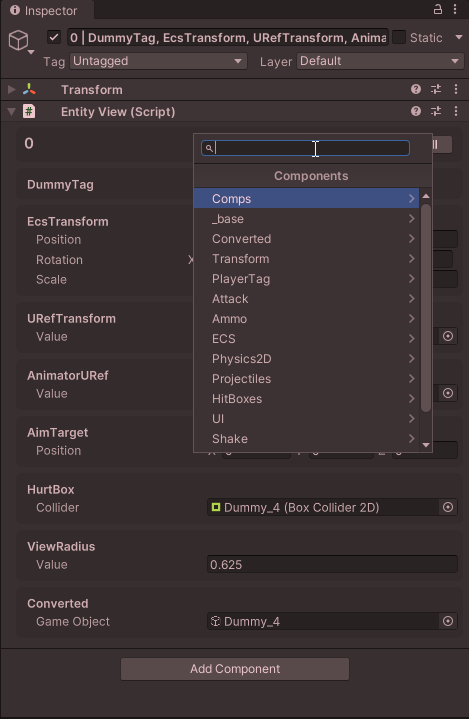 Inspector
0 | DummyTag, EcsTransform, URefTransform, Anima
Static
Tag Untagged Layer Default
Transform
Entity View (Script)
0
DummyTag
EcsTransform
Position
Rotation X
Scale
URefTransform
Value
AnimatorURef
Value
AimTarget
Position
HurtBox
Collider Dummy_4 (Box Collider 2D)
ViewRadius
Value 0.625
Converted
Game Object Dummy_4
Add Component
Components
Comps
_base
Converted
Transform
PlayerTag
Attack
Ammo
ECS
Physics2D
Projectiles
HitBoxes
UI
Shake